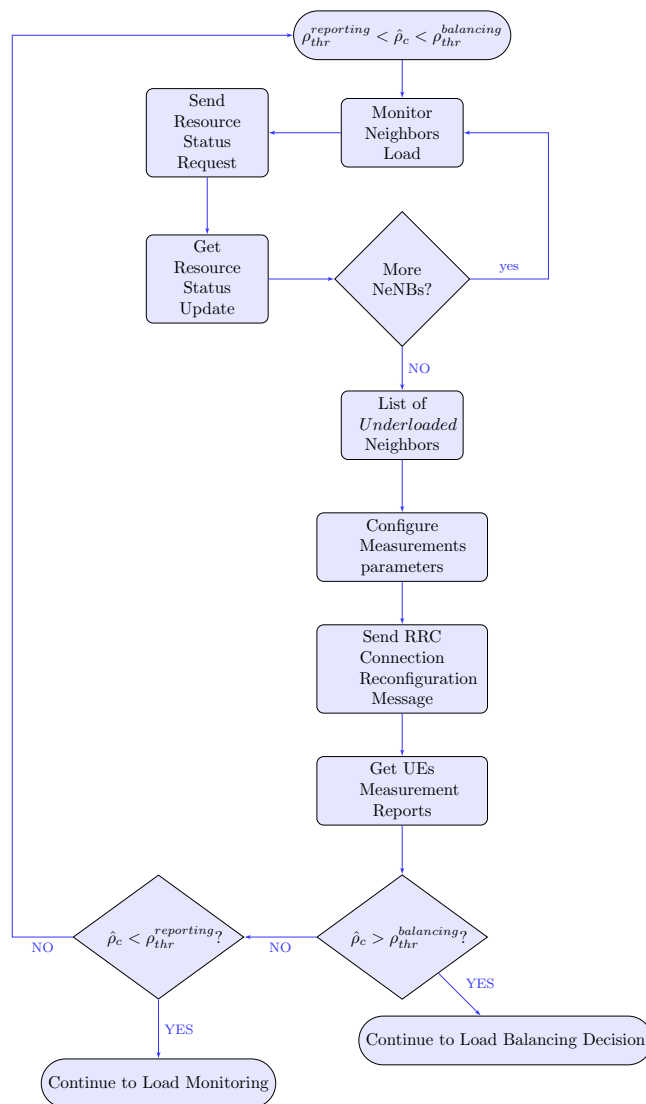 ρ_thr^reporting < ρ̂_c < ρ_thr^balancing
Send
Resource
Status
Request
Monitor
Neighbors
Load
Get
Resource
Status
Update
More
NeNBs?
yes
NO
List of
Underloaded
Neighbors
Configure
Measurements
parameters
Send RRC
Connection
Reconfiguration
Message
Get UEs
Measurement
Reports
ρ̂_c < ρ_thr^reporting?
ρ̂_c > ρ_thr^balancing?
NO
NO
YES
YES
Continue to Load Balancing Decision
Continue to Load Monitoring